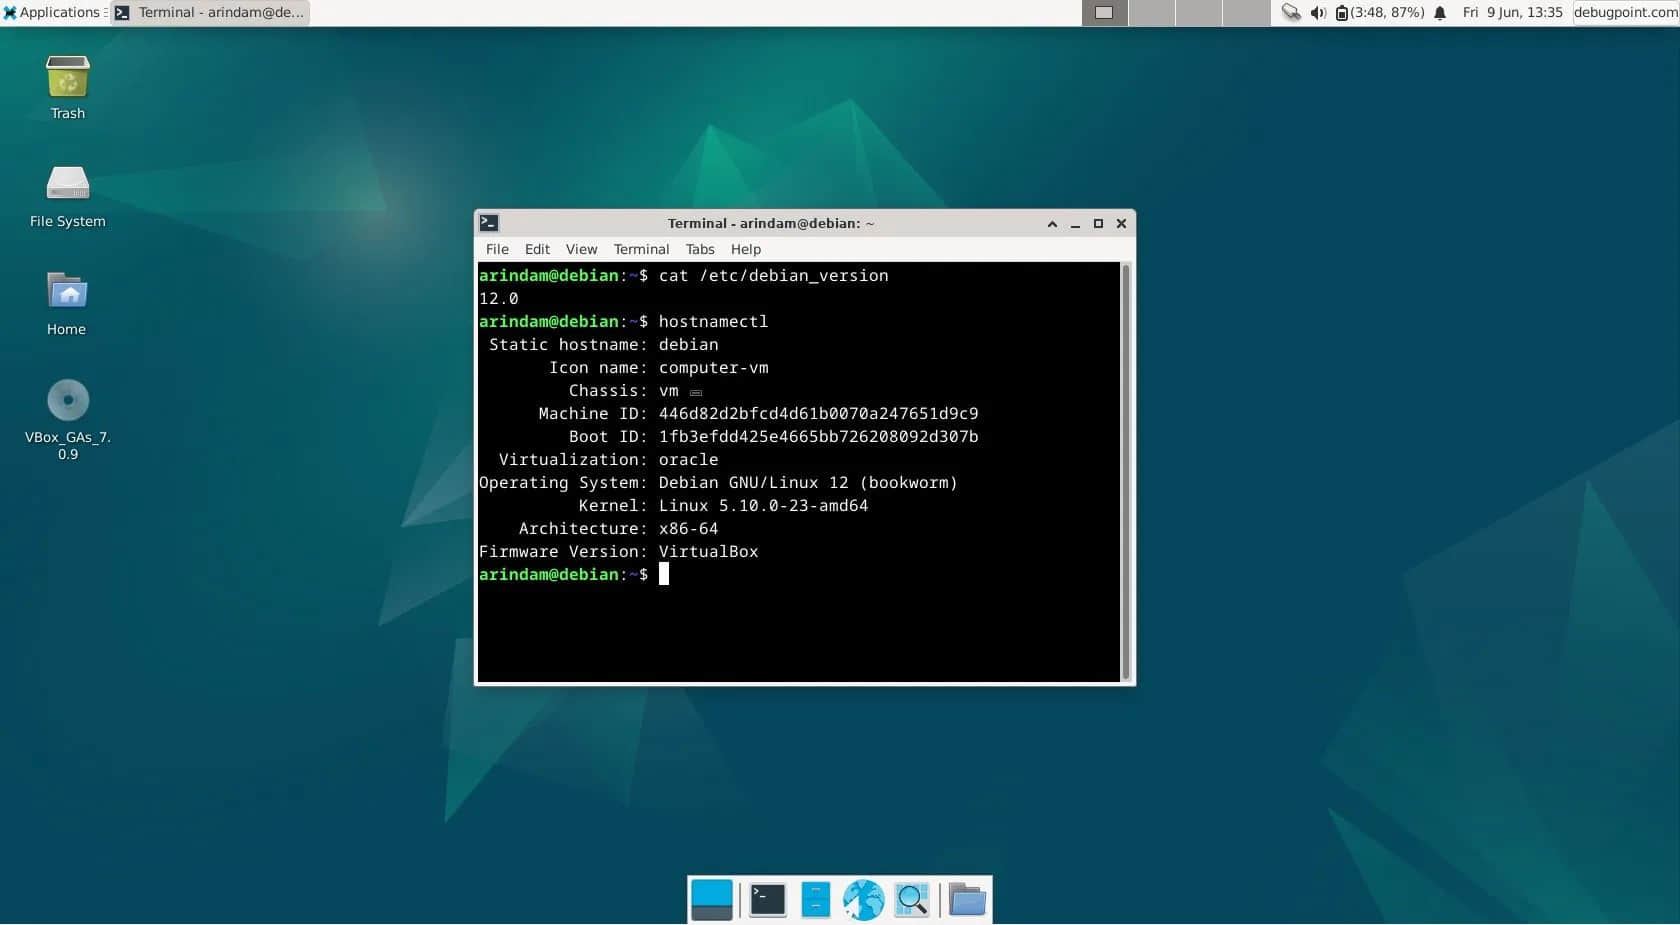 Applications
Terminal - arindam@de...
(3:48, 87%)
Fri 9 Jun, 13:35
debugpoint.com
Trash
File System
Home
VBox_GAs_7.
0.9
Terminal - arindam@debian: ~
File Edit View Terminal Tabs Help
arindam@debian:~$ cat /etc/debian_version
12.0
arindam@debian:~$ hostnamectl
Static hostname: debian
Icon name: computer-vm
Chassis: vm
Machine ID: 446d82d2bfcd4d61b0070a247651d9c9
Boot ID: 1fb3efdd425e4665bb726208092d307b
Virtualization: oracle
Operating System: Debian GNU/Linux 12 (bookworm)
Kernel: Linux 5.10.0-23-amd64
Architecture: x86-64
Firmware Version: VirtualBox
arindam@debian:~$